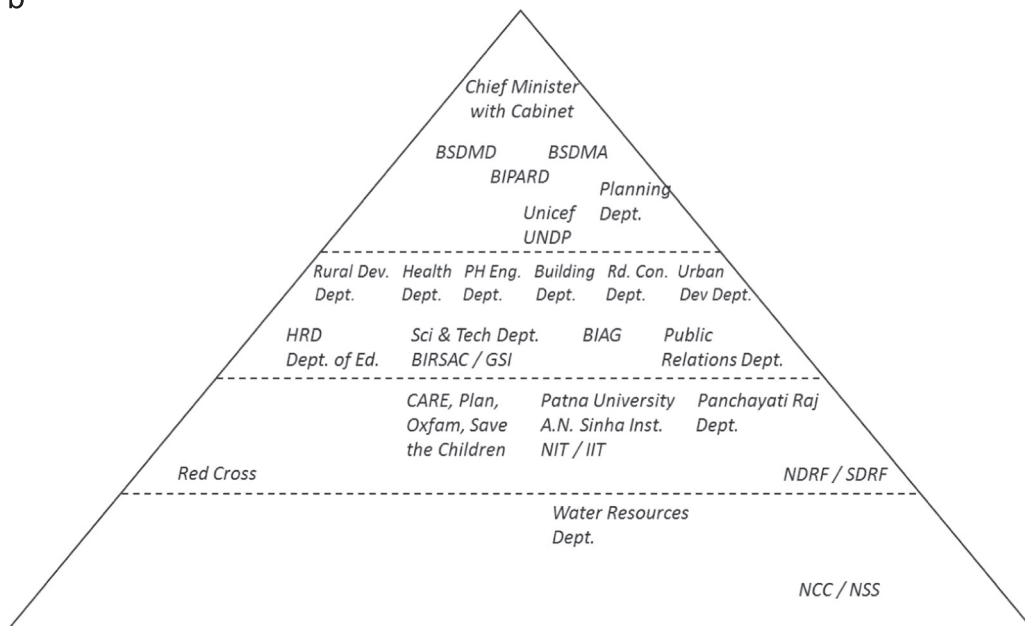 b
Chief Minister
with Cabinet
BSDMD BSDMA
BIPARD
Planning
Dept.
Unicef
UNDP
Rural Dev. Health PH Eng. Building Rd. Con. Urban
Dept. Dept. Dept. Dept. Dept. Dev Dept.
HRD Sci & Tech Dept. BIAG Public
Dept. of Ed. BIRSAC / GSI Relations Dept.
CARE, Plan, Patna University Panchayati Raj
Oxfam, Save A.N. Sinha Inst. Dept.
the Children NIT / IIT
Red Cross NDRF / SDRF
Water Resources
Dept.
NCC / NSS